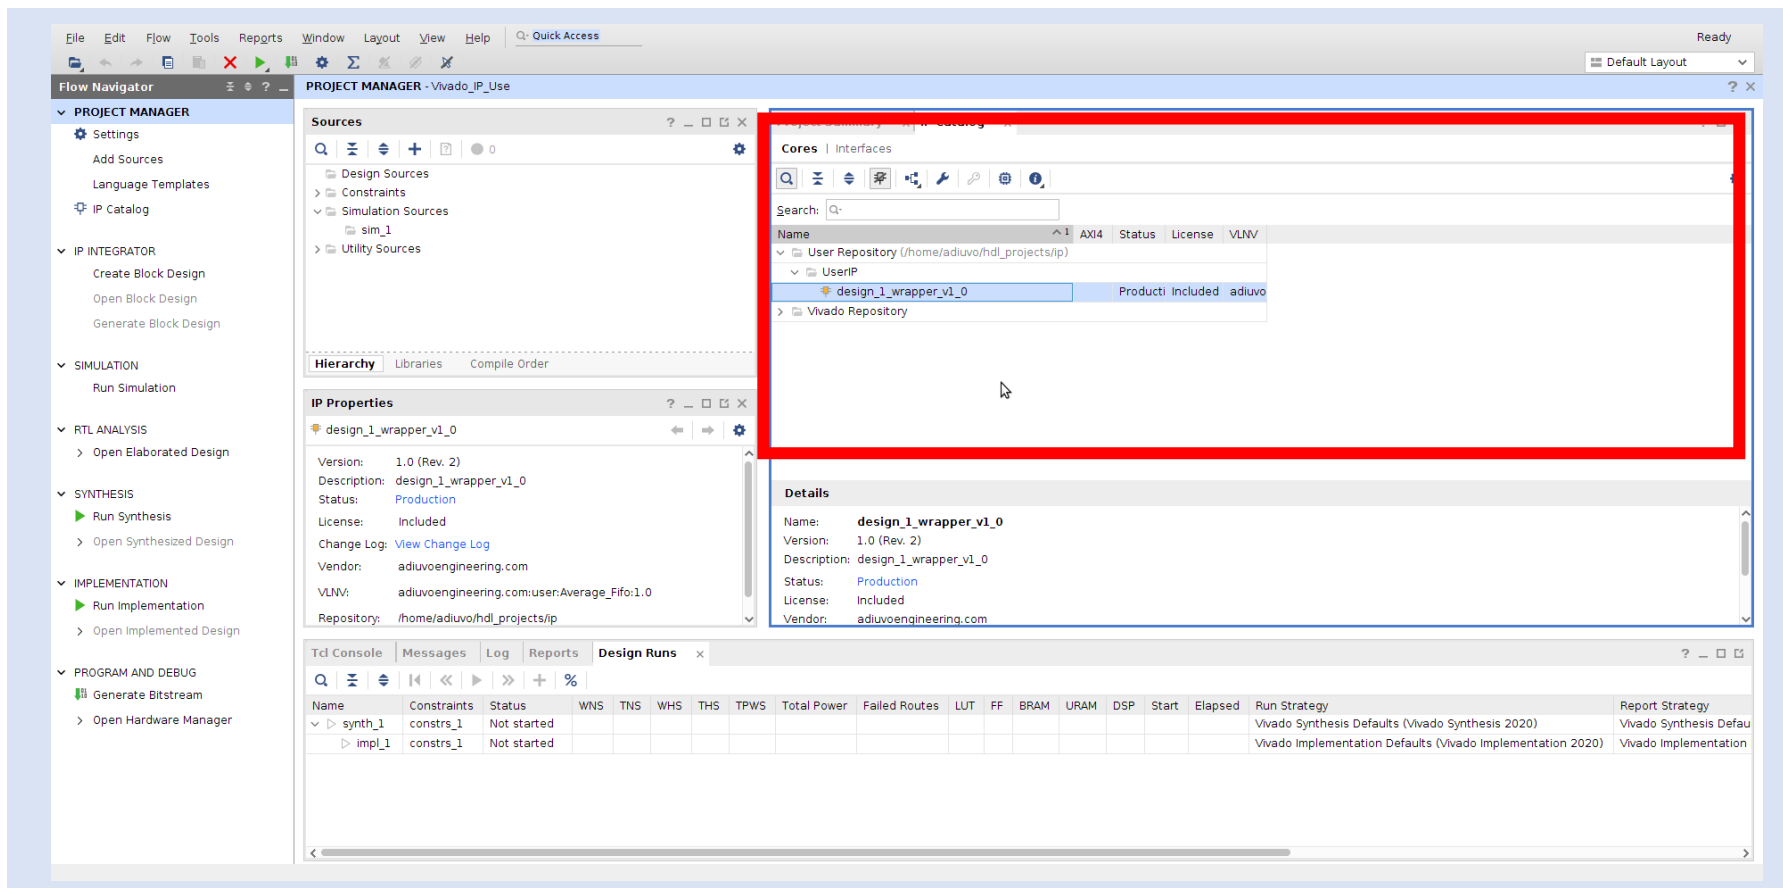 File Edit Flow Tools Reports Window Layout View Help Quick Access Ready
Default Layout
Flow Navigator
PROJECT MANAGER
Settings
Add Sources
Language Templates
IP Catalog
IP INTEGRATOR
Create Block Design
Open Block Design
Generate Block Design
SIMULATION
Run Simulation
RTL ANALYSIS
Open Elaborated Design
SYNTHESIS
Run Synthesis
Open Synthesized Design
IMPLEMENTATION
Run Implementation
Open Implemented Design
PROGRAM AND DEBUG
Generate Bitstream
Open Hardware Manager
PROJECT MANAGER - Vivado_IP_Use
Sources
0
Design Sources
Constraints
Simulation Sources
sim_1
Utility Sources
Hierarchy Libraries Compile Order
IP Properties
design_1_wrapper_v1_0
Version: 1.0 (Rev. 2)
Description: design_1_wrapper_v1_0
Status: Production
License: Included
Change Log: View Change Log
Vendor: adiuvoengineering.com
VLNV: adiuvoengineering.com:user:Average_Fifo:1.0
Repository: /home/adiuvo/hdl_projects/ip
Cores | Interfaces
Search:
Name 1 AXI4 Status License VLNV
User Repository (/home/adiuvo/hdl_projects/ip)
UserIP
design_1_wrapper_v1_0 Producti Included adiuvo
Vivado Repository
Details
Name: design_1_wrapper_v1_0
Version: 1.0 (Rev. 2)
Description: design_1_wrapper_v1_0
Status: Production
License: Included
Vendor: adiuvoengineering.com
Tcl Console Messages Log Reports Design Runs
Name Constraints Status WNS TNS WHS THS TPWS Total Power Failed Routes LUT FF BRAM URAM DSP Start Elapsed Run Strategy Report Strategy
synth_1 constrs_1 Not started Vivado Synthesis Defaults (Vivado Synthesis 2020) Vivado Synthesis Defau
impl_1 constrs_1 Not started Vivado Implementation Defaults (Vivado Implementation 2020) Vivado Implementation